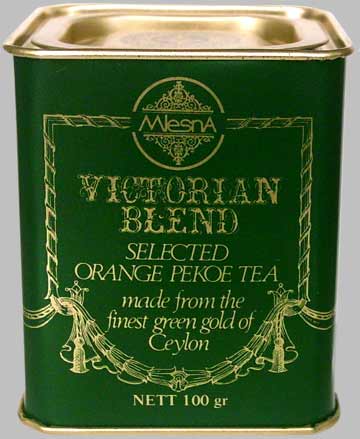 MlesnA
VICTORIAN
BLEND
SELECTED
ORANGE PEKOE TEA
made from the
finest green gold of
Ceylon
NETT 100 gr